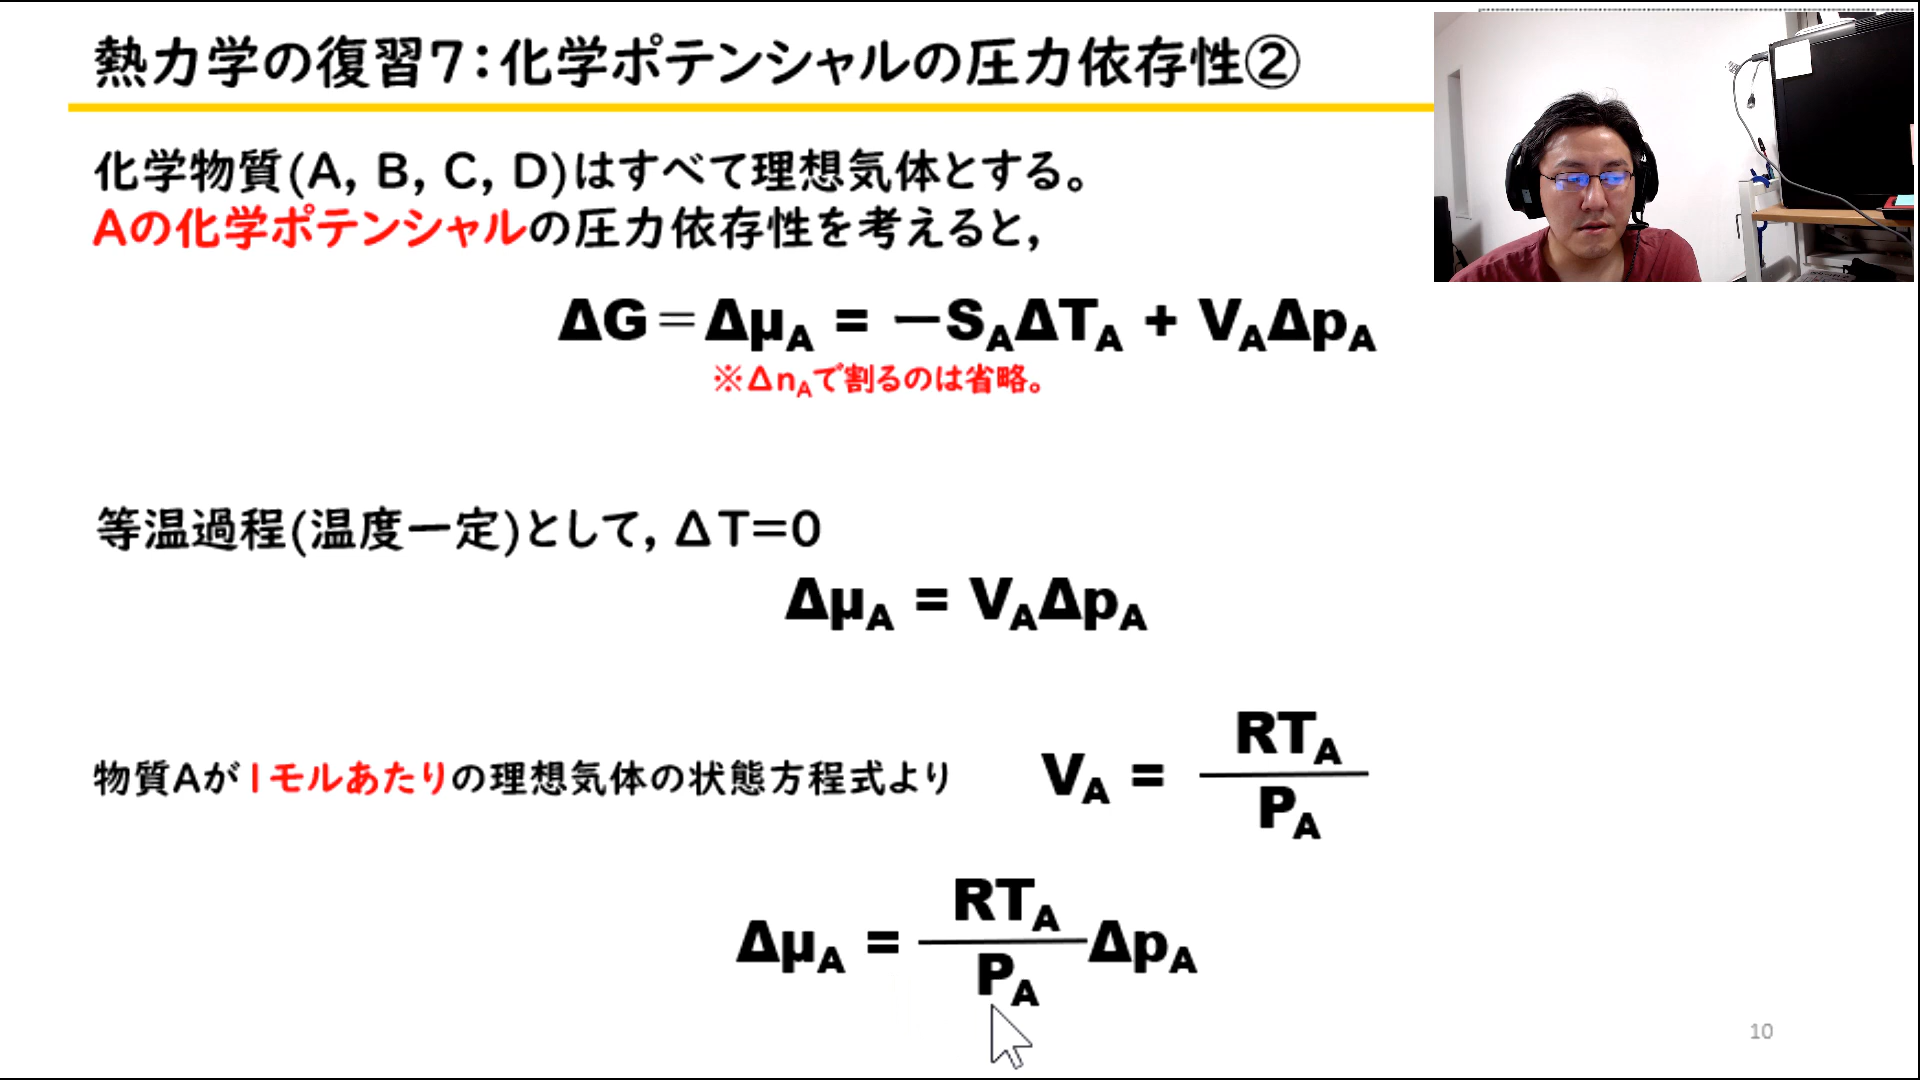 熱力学の復習7：化学ポテンシャルの圧力依存性②
化学物質(A, B, C, D)はすべて理想気体とする。
Aの化学ポテンシャルの圧力依存性を考えると,
ΔG＝Δμ_A = －S_AΔT_A + V_AΔp_A
※Δn_Aで割るのは省略。
等温過程(温度一定)として, ΔT=0
Δμ_A = V_AΔp_A
物質Aが1モルあたりの理想気体の状態方程式より V_A = RT_A / P_A
Δμ_A = RT_A / P_A Δp_A
10